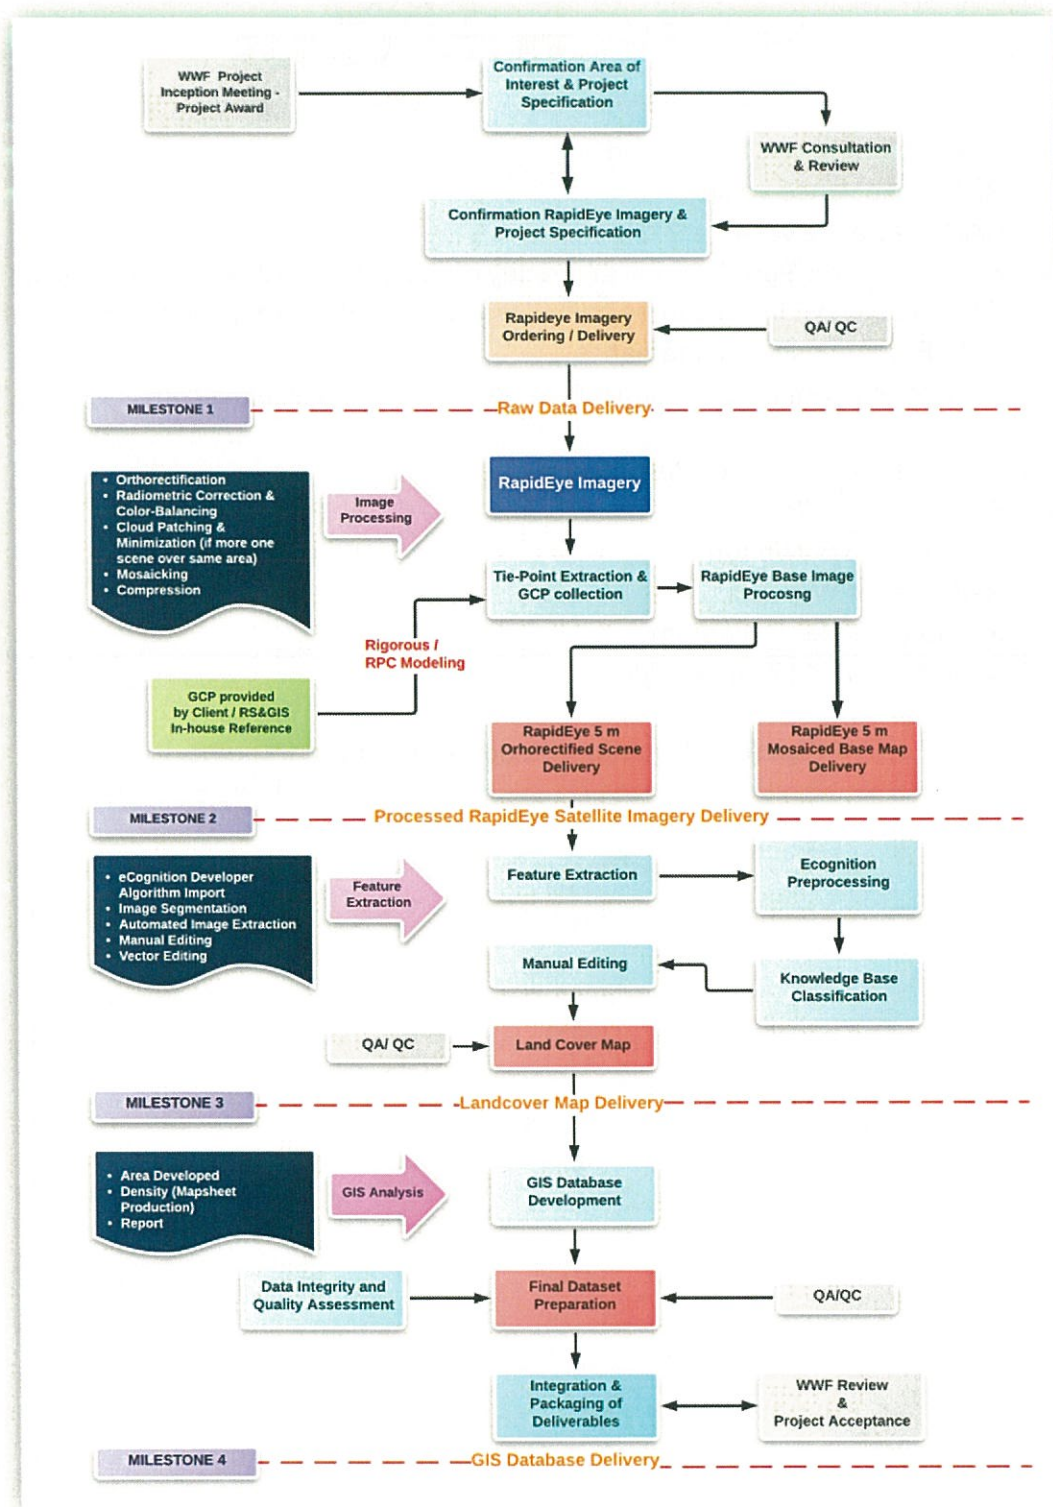 WWF Project
Inception Meeting -
Project Award
Confirmation Area of
Interest & Project
Specification
WWF Consultation
& Review
Confirmation RapidEye Imagery &
Project Specification
Rapideye Imagery
Ordering / Delivery
QA/ QC
MILESTONE 1
Raw Data Delivery
• Orthorectification
• Radiometric Correction &
Color-Balancing
• Cloud Patching &
Minimization (if more one
scene over same area)
• Mosaicking
• Compression
Image
Processing
RapidEye Imagery
Tie-Point Extraction &
GCP collection
RapidEye Base Image
Procosng
Rigorous /
RPC Modeling
GCP provided
by Client / RS&GIS
In-house Reference
RapidEye 5 m
Orhorectified Scene
Delivery
RapidEye 5 m
Mosaiced Base Map
Delivery
MILESTONE 2
Processed RapidEye Satellite Imagery Delivery
• eCognition Developer
Algorithm Import
• Image Segmentation
• Automated Image Extraction
• Manual Editing
• Vector Editing
Feature
Extraction
Feature Extraction
Ecognition
Preprocessing
Manual Editing
Knowledge Base
Classification
QA/ QC
Land Cover Map
MILESTONE 3
Landcover Map Delivery
• Area Developed
• Density (Mapsheet
Production)
• Report
GIS Analysis
GIS Database
Development
Data Integrity and
Quality Assessment
Final Dataset
Preparation
QA/QC
Integration &
Packaging of
Deliverables
WWF Review
&
Project Acceptance
MILESTONE 4
GIS Database Delivery